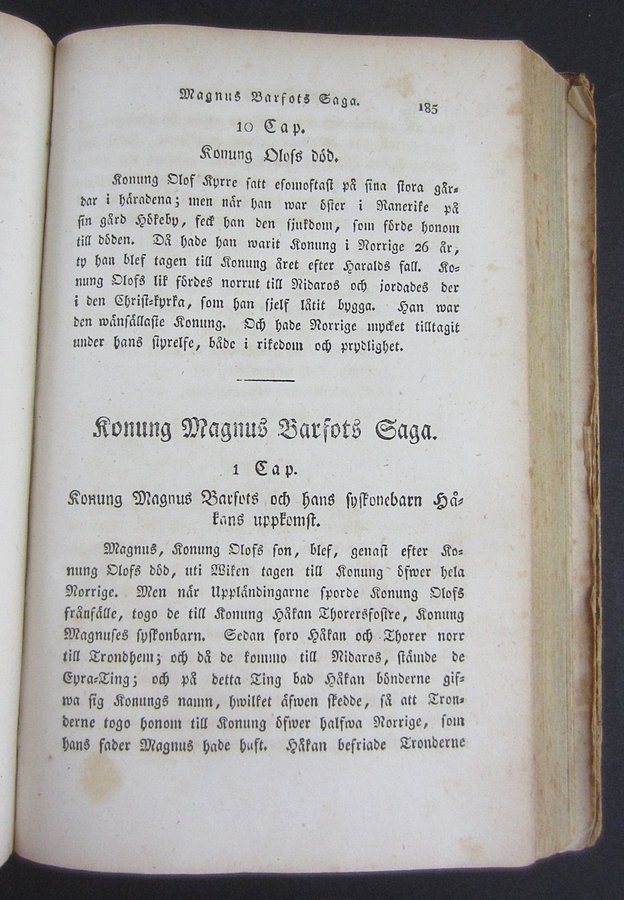 Magnus Barfots Saga.
185
10 Cap.
Konung Olofs död.
Konung Olof Kyrre satt esomoftast på sina stora går-
dar i häradena; men när han war öster i Ranerike på
sin gård Hökeby, feck han den sjukdom, som förde honom
till döden. Då hade han warit Konung i Norrige 26 år,
ty han blef tagen till Konung året efter Haralds fall. Ko-
nung Olofs lik fördes norrut till Nidaros och jordades der
i den Christ-kyrka, som han sjelf låtit bygga. Han war
den wänsällaste Konung. Och hade Norrige mycket tilltagit
under hans styrelse, både i rikedom och prydlighet.
Konung Magnus Barfots Saga.
1 Cap.
Konung Magnus Barfots och hans syskonebarn Hå-
kans uppkomst.
Magnus, Konung Olofs son, blef, genast efter Ko-
nung Olofs död, uti Wiken tagen till Konung öfwer hela
Norrige. Men när Uppländingarne sporde Konung Olofs
frånfälle, togo de till Konung Håkan Thorersfostre, Konung
Magnuses syskonbarn. Sedan foro Håkan och Thorer norr
till Trondhem; och då de kommo till Nidaros, stämde de
Eyra-Ting; och på detta Ting bad Håkan bönderne gif-
wa sig Konungs namn, hwilket äfwen skedde, så att Tron-
derne togo honom till Konung öfwer halfwa Norrige, som
hans fader Magnus hade haft. Håkan befriade Tronderne